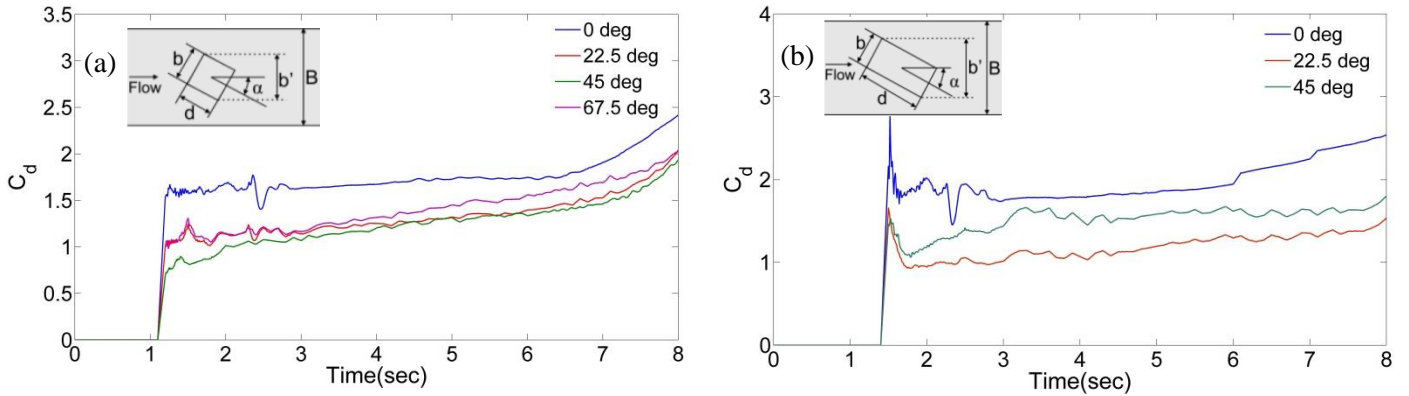 (a)
C_d
3.5
3
2.5
2
1.5
1
0.5
0
0 1 2 3 4 5 6 7 8
Time(sec)
Flow
b
d
α
b'
B
0 deg
22.5 deg
45 deg
67.5 deg
(b)
C_d
4
3
2
1
0
0 1 2 3 4 5 6 7 8
Time(sec)
Flow
b
d
α
b'
B
0 deg
22.5 deg
45 deg